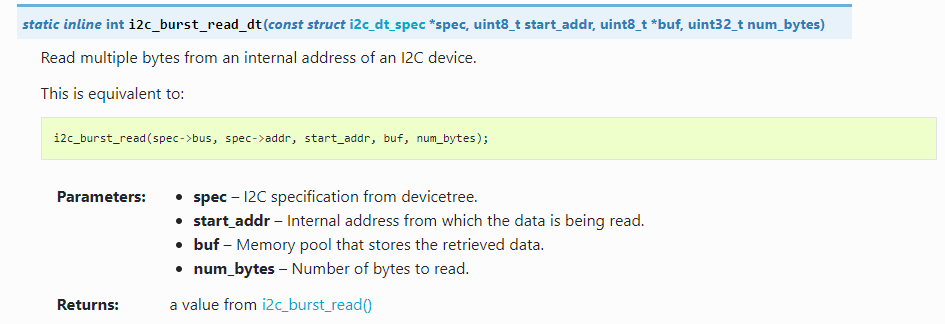 static inline int i2c_burst_read_dt(const struct i2c_dt_spec *spec, uint8_t start_addr, uint8_t *buf, uint32_t num_bytes)
Read multiple bytes from an internal address of an I2C device.
This is equivalent to:
i2c_burst_read(spec->bus, spec->addr, start_addr, buf, num_bytes);
Parameters:
• spec – I2C specification from devicetree.
• start_addr – Internal address from which the data is being read.
• buf – Memory pool that stores the retrieved data.
• num_bytes – Number of bytes to read.
Returns: a value from i2c_burst_read()